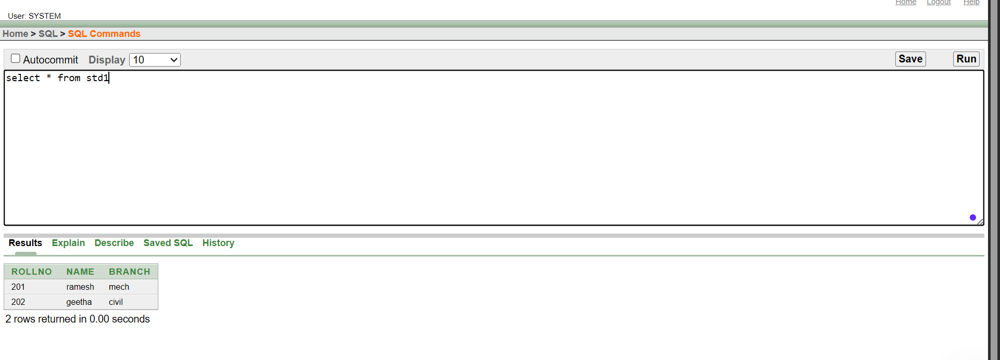 Home Logout Help
User: SYSTEM
Home > SQL > SQL Commands
Autocommit Display 10 Save Run
select * from std1
Results Explain Describe Saved SQL History
ROLLNO NAME BRANCH
201 ramesh mech
202 geetha civil
2 rows returned in 0.00 seconds